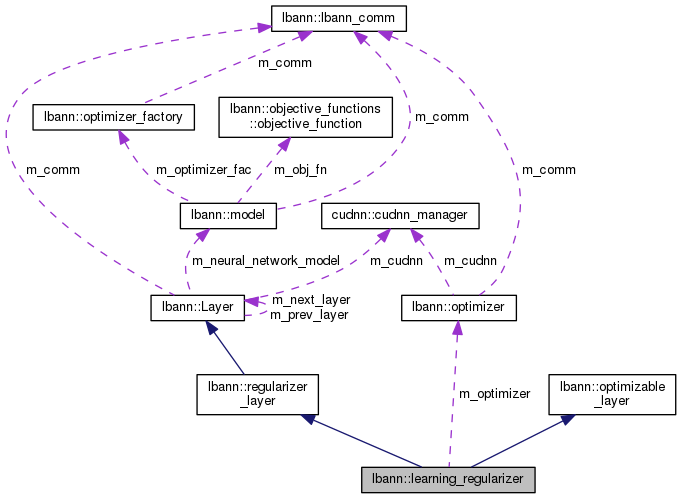 lbann::lbann_comm
m_comm
lbann::optimizer_factory
lbann::objective_functions
::objective_function
m_comm
m_comm
m_optimizer_fac
m_obj_fn
m_comm
lbann::model
cudnn::cudnn_manager
m_neural_network_model
m_cudnn
m_cudnn
lbann::Layer
m_next_layer
m_prev_layer
lbann::optimizer
lbann::regularizer
_layer
m_optimizer
lbann::optimizable
_layer
lbann::learning_regularizer